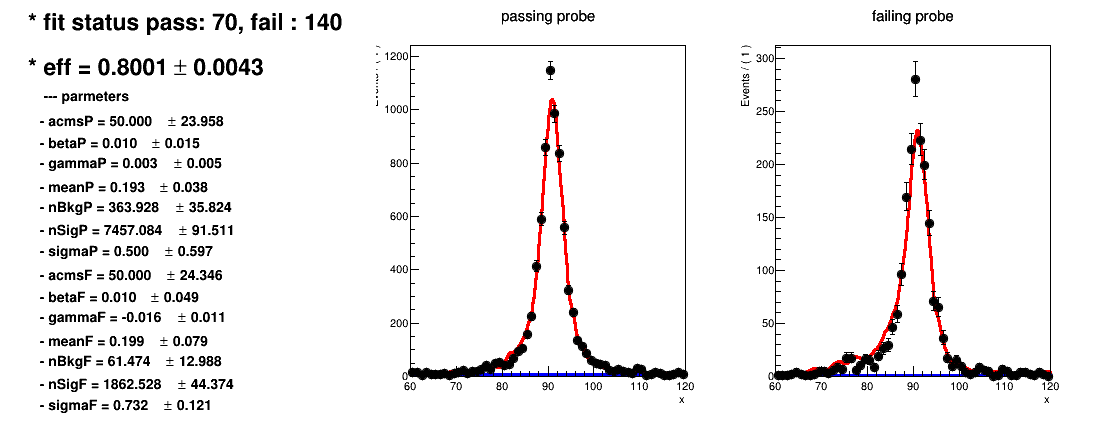 * fit status pass: 70, fail : 140
* eff = 0.8001 ± 0.0043
--- parmeters
- acmsP = 50.000 ± 23.958
- betaP = 0.010 ± 0.015
- gammaP = 0.003 ± 0.005
- meanP = 0.193 ± 0.038
- nBkgP = 363.928 ± 35.824
- nSigP = 7457.084 ± 91.511
- sigmaP = 0.500 ± 0.597
- acmsF = 50.000 ± 24.346
- betaF = 0.010 ± 0.049
- gammaF = -0.016 ± 0.011
- meanF = 0.199 ± 0.079
- nBkgF = 61.474 ± 12.988
- nSigF = 1862.528 ± 44.374
- sigmaF = 0.732 ± 0.121
passing probe
1200
1000
800
600
400
200
0
60 70 80 90 100 110 120
x
failing probe
Events / ( 1 )
300
250
200
150
100
50
0
60 70 80 90 100 110 120
x